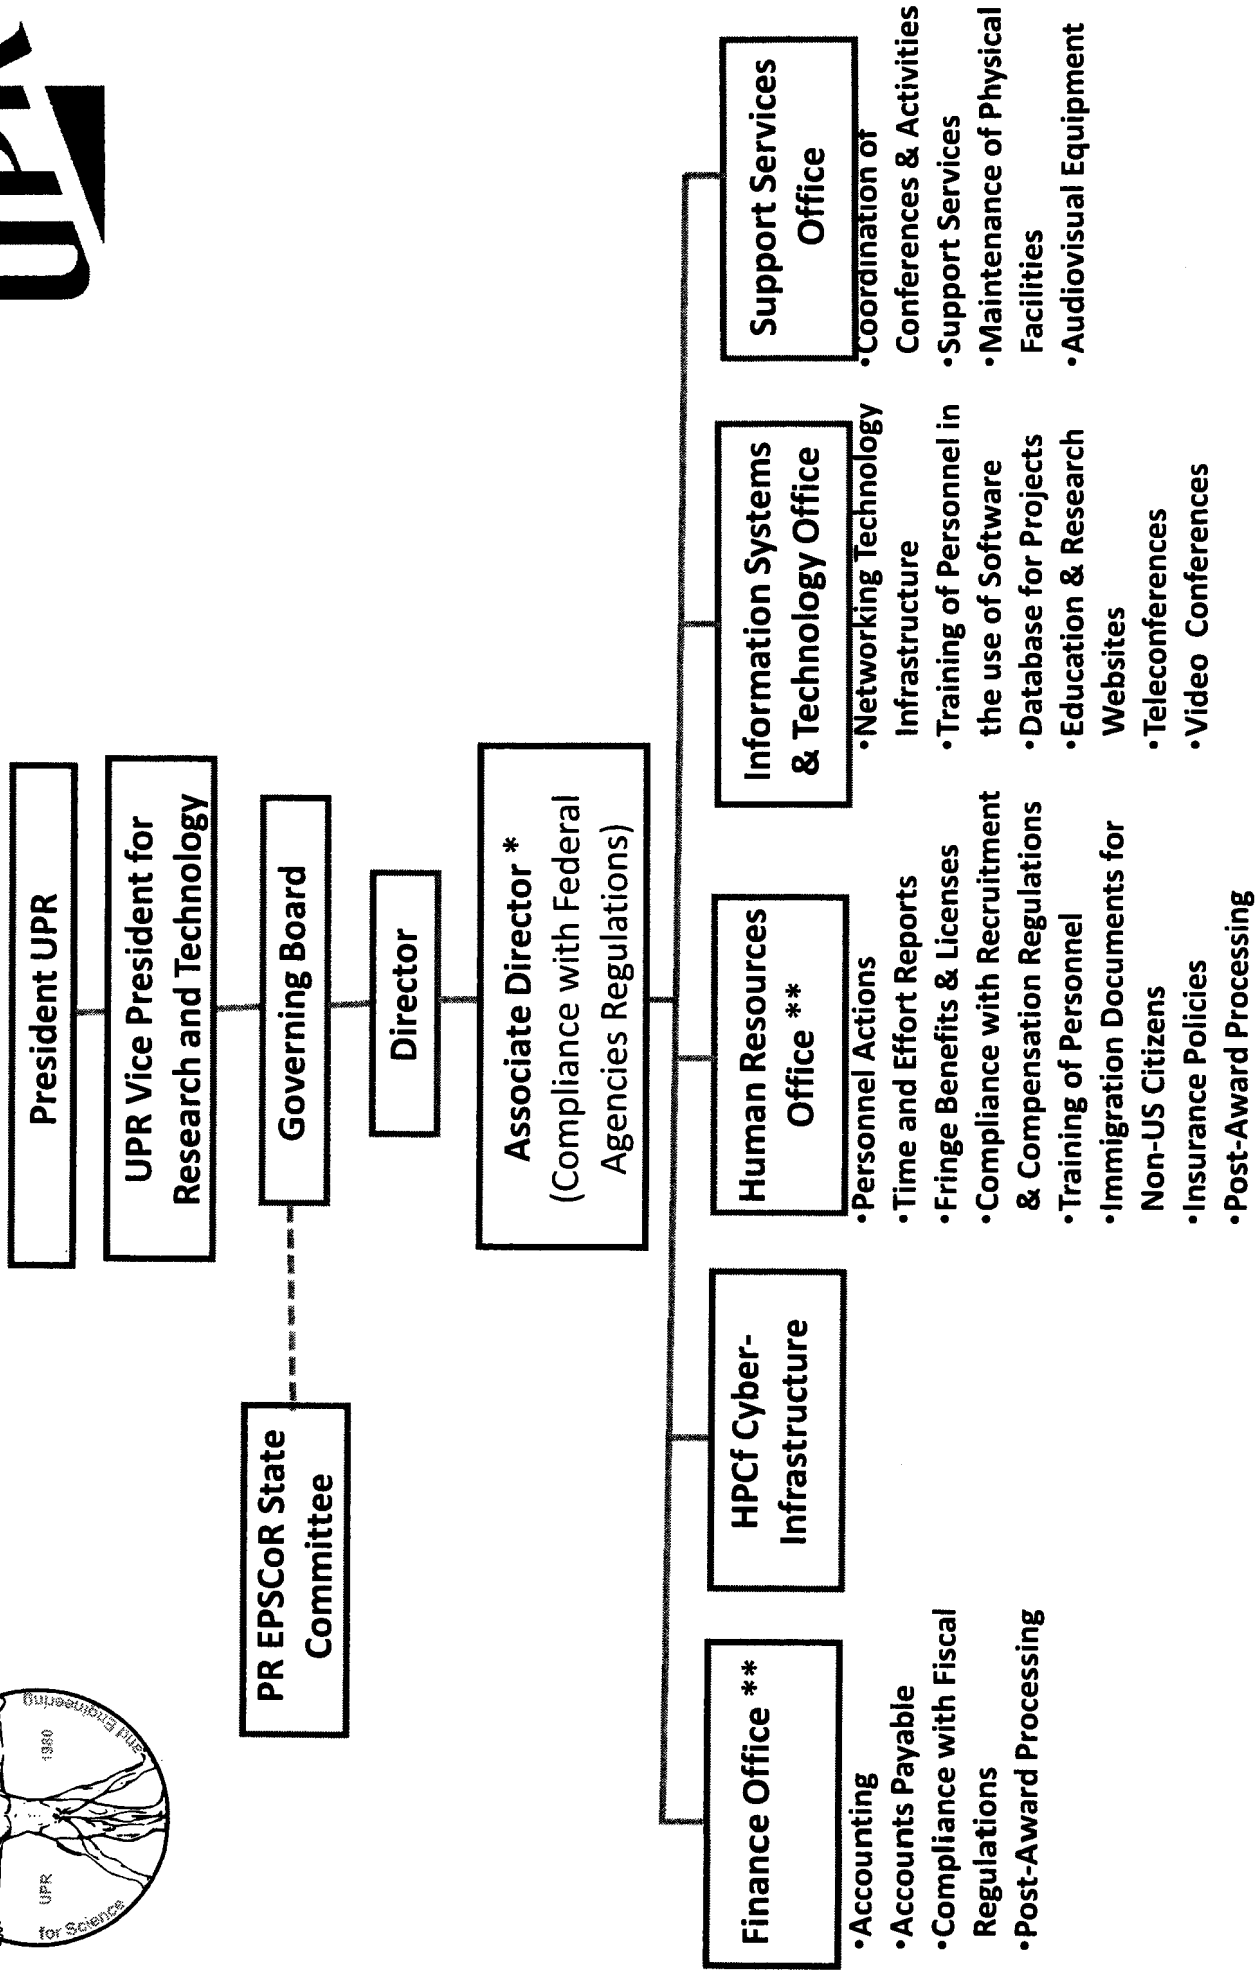 UPR
1980
and Engineering
UPR
for Science
President UPR
UPR Vice President for
Research and Technology
Governing Board
PR EPSCoR State
Committee
Director
Associate Director *
(Compliance with Federal
Agencies Regulations)
Finance Office **
•Accounting
•Accounts Payable
•Compliance with Fiscal
Regulations
•Post-Award Processing
HPCf Cyber-
Infrastructure
Human Resources
Office **
•Personnel Actions
•Time and Effort Reports
•Fringe Benefits & Licenses
•Compliance with Recruitment
& Compensation Regulations
•Training of Personnel
•Immigration Documents for
Non-US Citizens
•Insurance Policies
•Post-Award Processing
Information Systems
& Technology Office
•Networking Technology
Infrastructure
•Training of Personnel in
the use of Software
•Database for Projects
•Education & Research
Websites
•Teleconferences
•Video Conferences
Support Services
Office
•Coordination of
Conferences & Activities
•Support Services
•Maintenance of Physical
Facilities
•Audiovisual Equipment